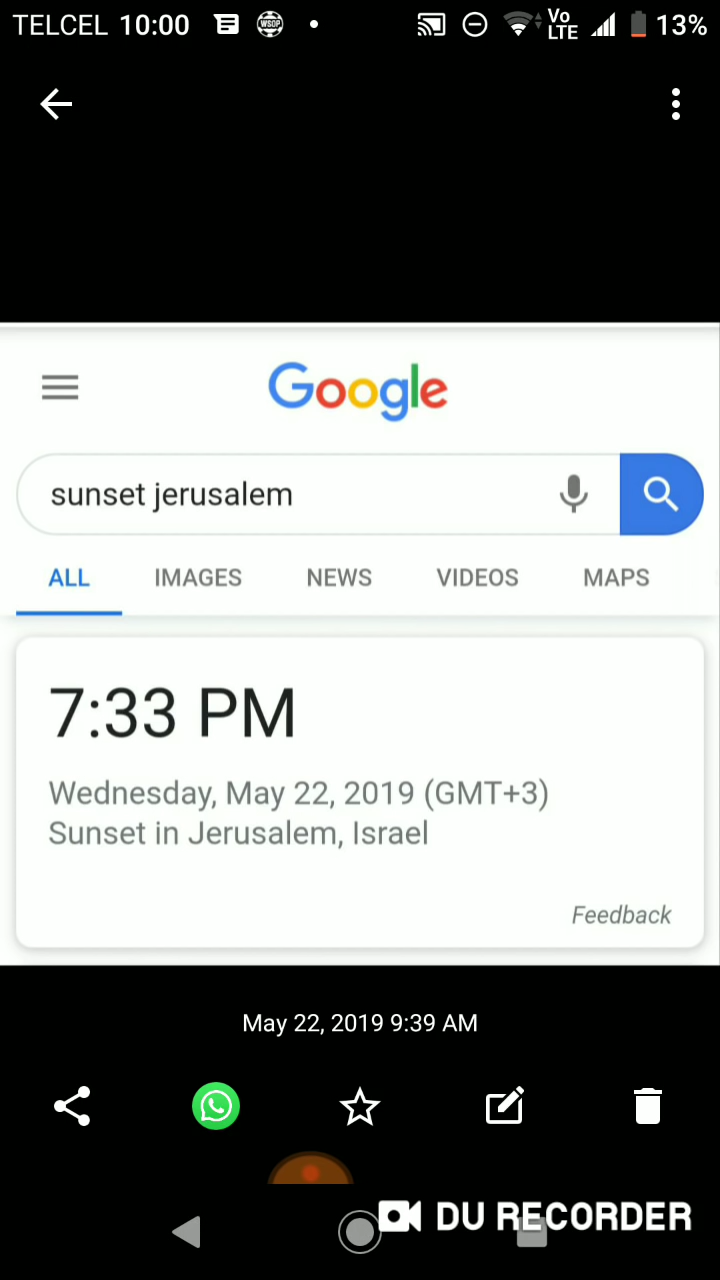 TELCEL 10:00 WSOP Vo LTE 13%
Google
sunset jerusalem
ALL IMAGES NEWS VIDEOS MAPS
7:33 PM
Wednesday, May 22, 2019 (GMT+3)
Sunset in Jerusalem, Israel
Feedback
May 22, 2019 9:39 AM
DU RECORDER